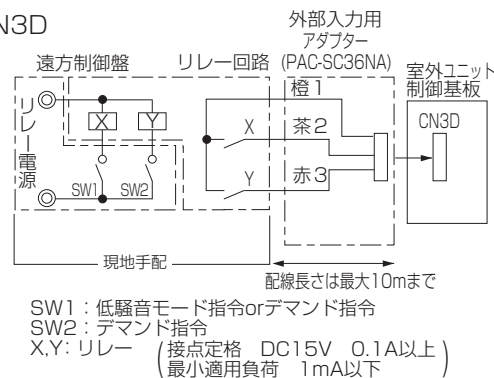 CN3D
外部入力用
アダプター
(PAC-SC36NA)
遠方制御盤
リレー回路
室外ユニット
制御基板
リレー電源
X
Y
SW1
SW2
X
Y
橙1
茶2
赤3
CN3D
現地手配
配線長さは最大10mまで
SW1：低騒音モード指令orデマンド指令
SW2：デマンド指令
X,Y：リレー (接点定格 DC15V 0.1A以上
最小適用負荷 1mA以下)